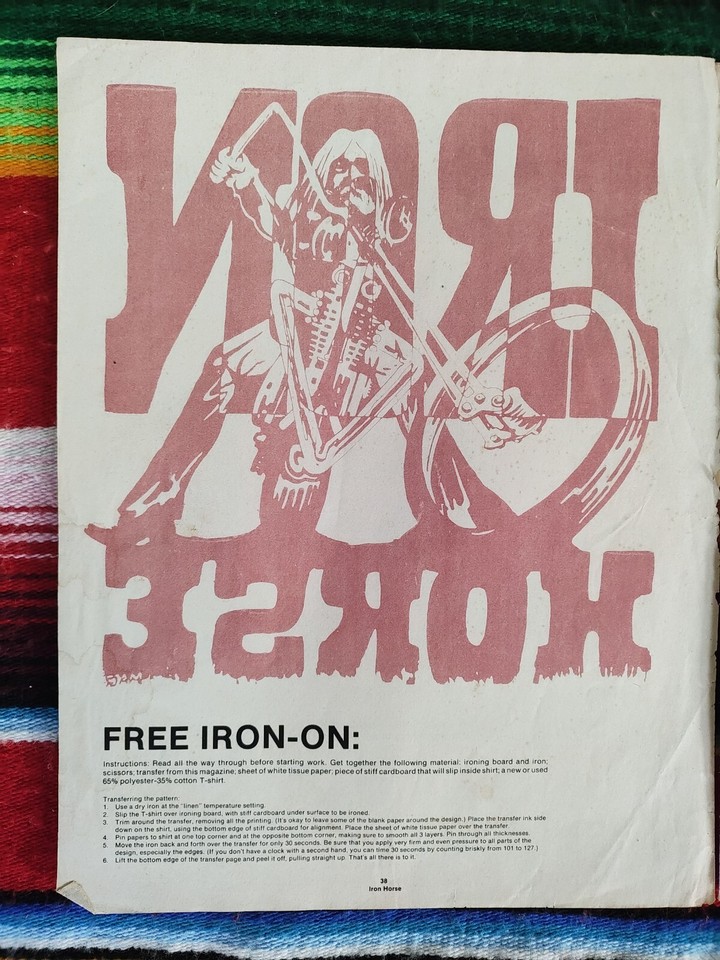 IRON
HORSE
FREE IRON-ON:
Instructions: Read all the way through before starting work. Get together the following material: ironing board and iron;
scissors; transfer from this magazine; sheet of white tissue paper; piece of stiff cardboard that will slip inside shirt; a new or used
65% polyester-35% cotton T-shirt.
Transferring the pattern:
1. Use a dry iron at the "linen" temperature setting.
2. Slip the T-shirt over ironing board, with stiff cardboard under surface to be ironed.
3. Trim around the transfer, removing all the printing. (It's okay to leave some of the blank paper around the design.) Place the transfer ink side
down on the shirt, using the bottom edge of stiff cardboard for alignment. Place the sheet of white tissue paper over the transfer.
4. Pin papers to shirt at one top corner and at the opposite bottom corner, making sure to smooth all 3 layers. Pin through all thicknesses.
5. Move the iron back and forth over the transfer for only 30 seconds. Be sure that you apply very firm and even pressure to all parts of the
design, especially the edges. (If you don't have a clock with a second hand, you can time 30 seconds by counting briskly from 101 to 127.)
6. Lift the bottom edge of the transfer page and peel it off, pulling straight up. That's all there is to it.
38
Iron Horse